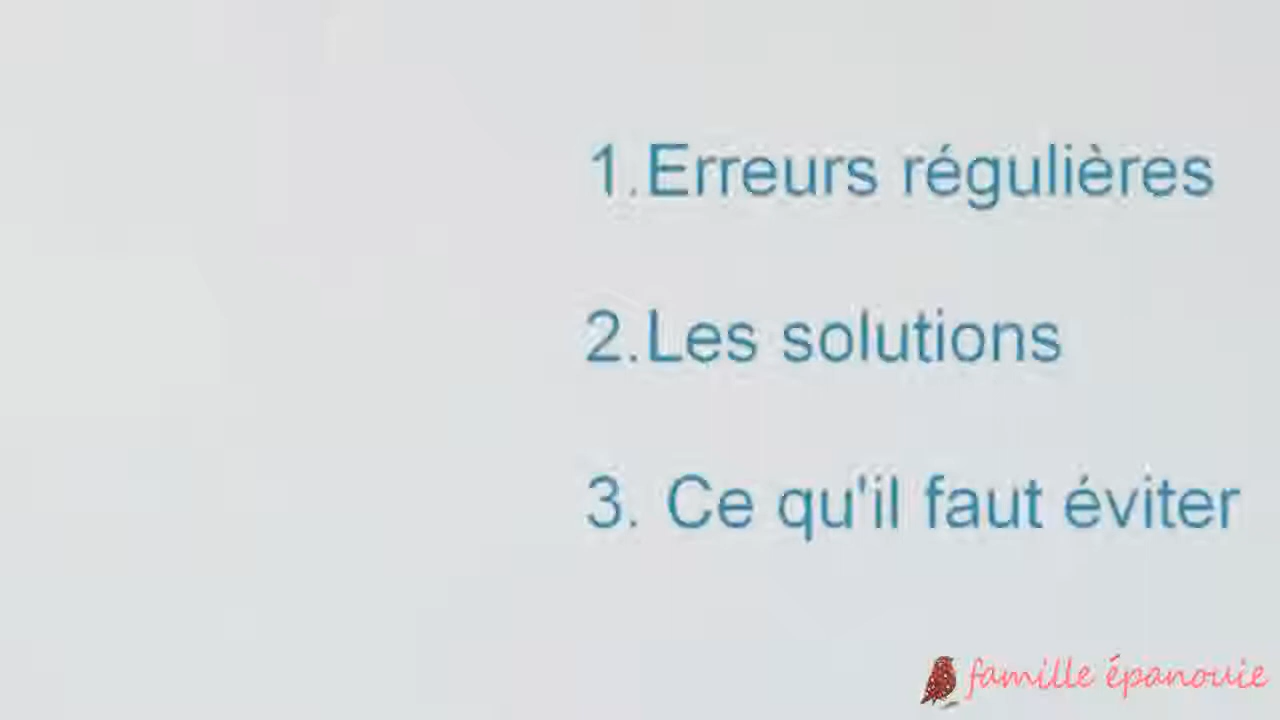 1.Erreurs régulières
2.Les solutions
3. Ce qu'il faut éviter
famille épanouie